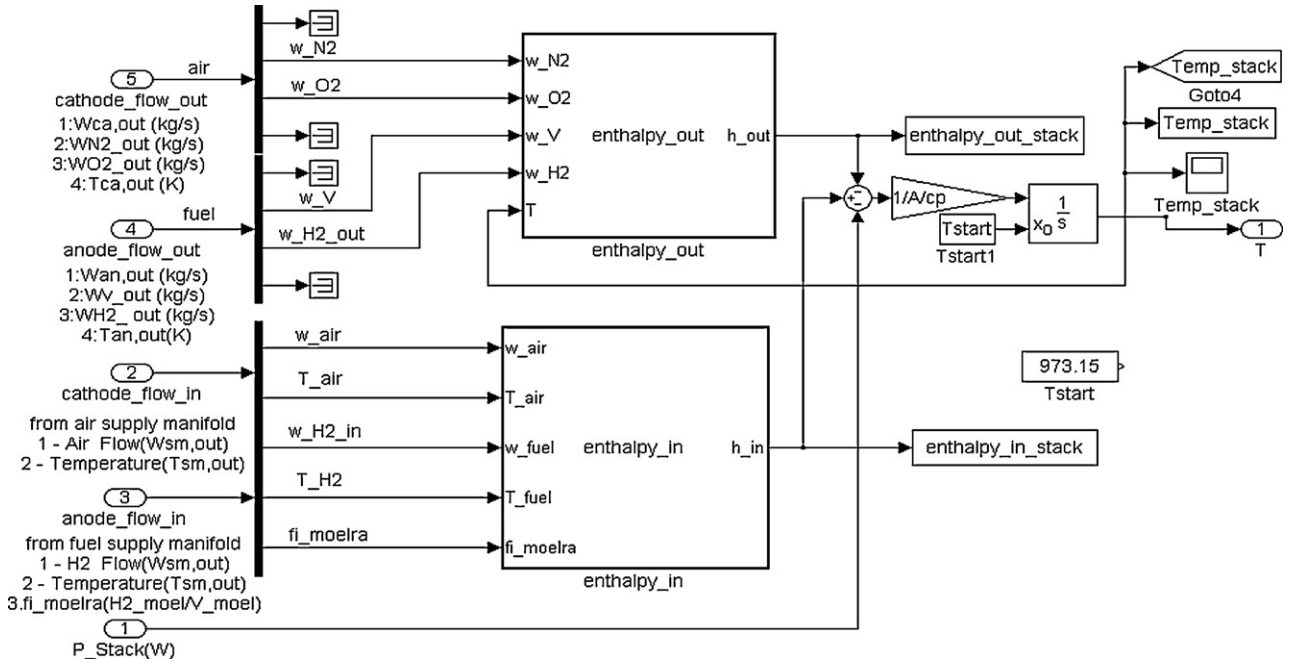 5
air
cathode_flow_out
1:Wca,out (kg/s)
2:WN2_out (kg/s)
3:WO2_out (kg/s)
4:Tca,out (K)
fuel
4
anode_flow_out
1:Wan,out (kg/s)
2:Wv_out (kg/s)
3:WH2_ out (kg/s)
4:Tan,out(K)
2
cathode_flow_in
from air supply manifold
1 - Air Flow(Wsm,out)
2 - Temperature(Tsm,out)
3
anode_flow_in
from fuel supply manifold
1 - H2 Flow(Wsm,out)
2 - Temperature(Tsm,out)
3.fi_moelra(H2_moel/V_moel)
1
P_Stack(W)
w_N2
w_O2
w_V
w_H2_out
w_air
T_air
w_H2_in
T_H2
fi_moelra
w_N2
w_O2
w_V
w_H2
T
enthalpy_out
h_out
enthalpy_out
w_air
T_air
w_fuel
T_fuel
fi_moelra
enthalpy_in
h_in
enthalpy_in
enthalpy_out_stack
+
-
-
1/A/cp
Tstart
Tstart1
xo
1
s
Temp_stack
Goto4
Temp_stack
Temp_stack
1
T
973.15
Tstart
enthalpy_in_stack